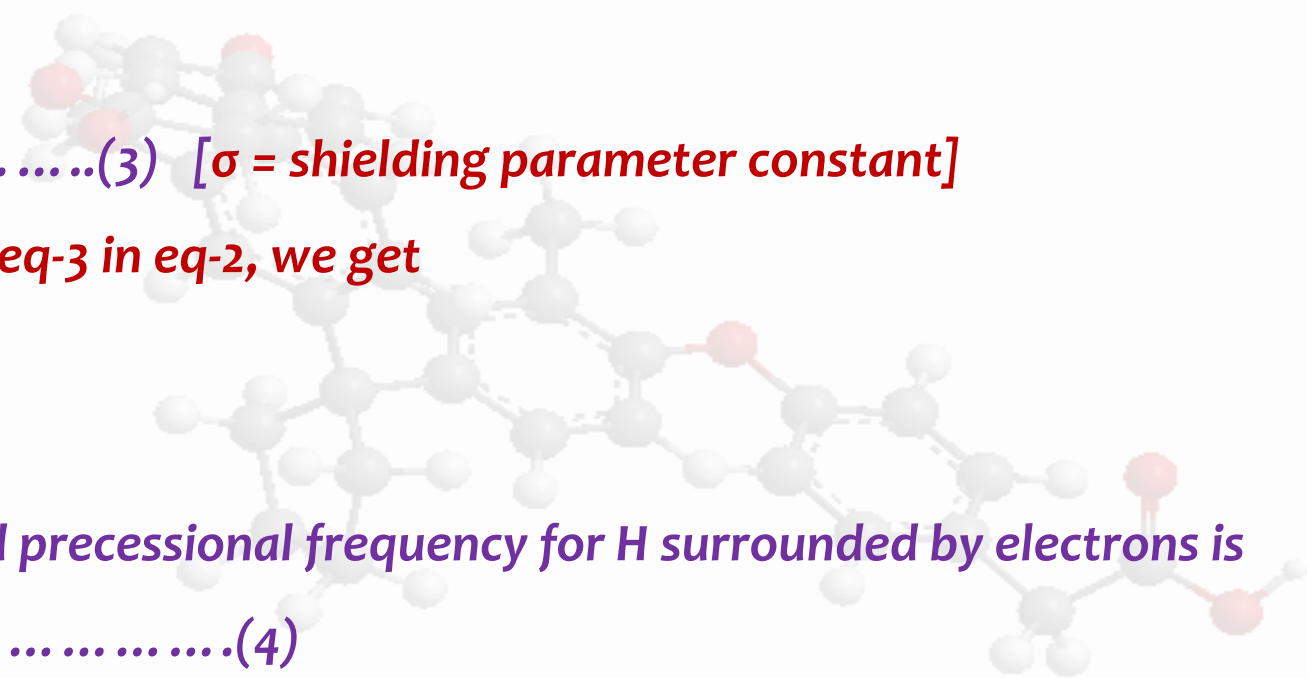 . ... ..(3) [σ = shielding parameter constant]
eq-3 in eq-2, we get
precessional frequency for H surrounded by electrons is
... ... ... ... .(4)